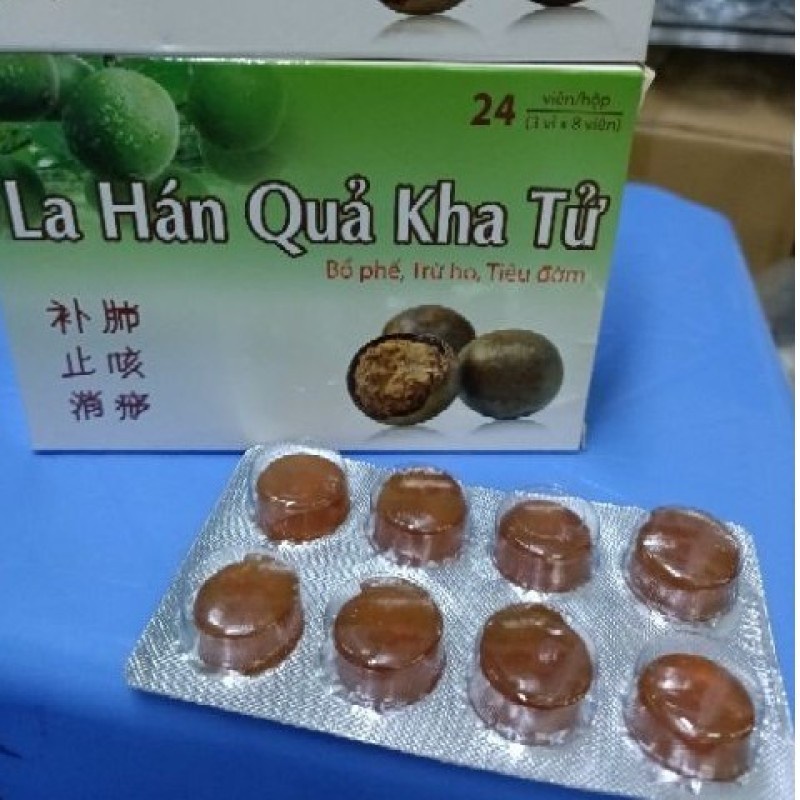 24 viên/hộp
(3 vỉ x 8 viên)
La Hán Quả Kha Tử
Bổ phế, Trừ ho, Tiêu đờm
补肺
止咳
消痰